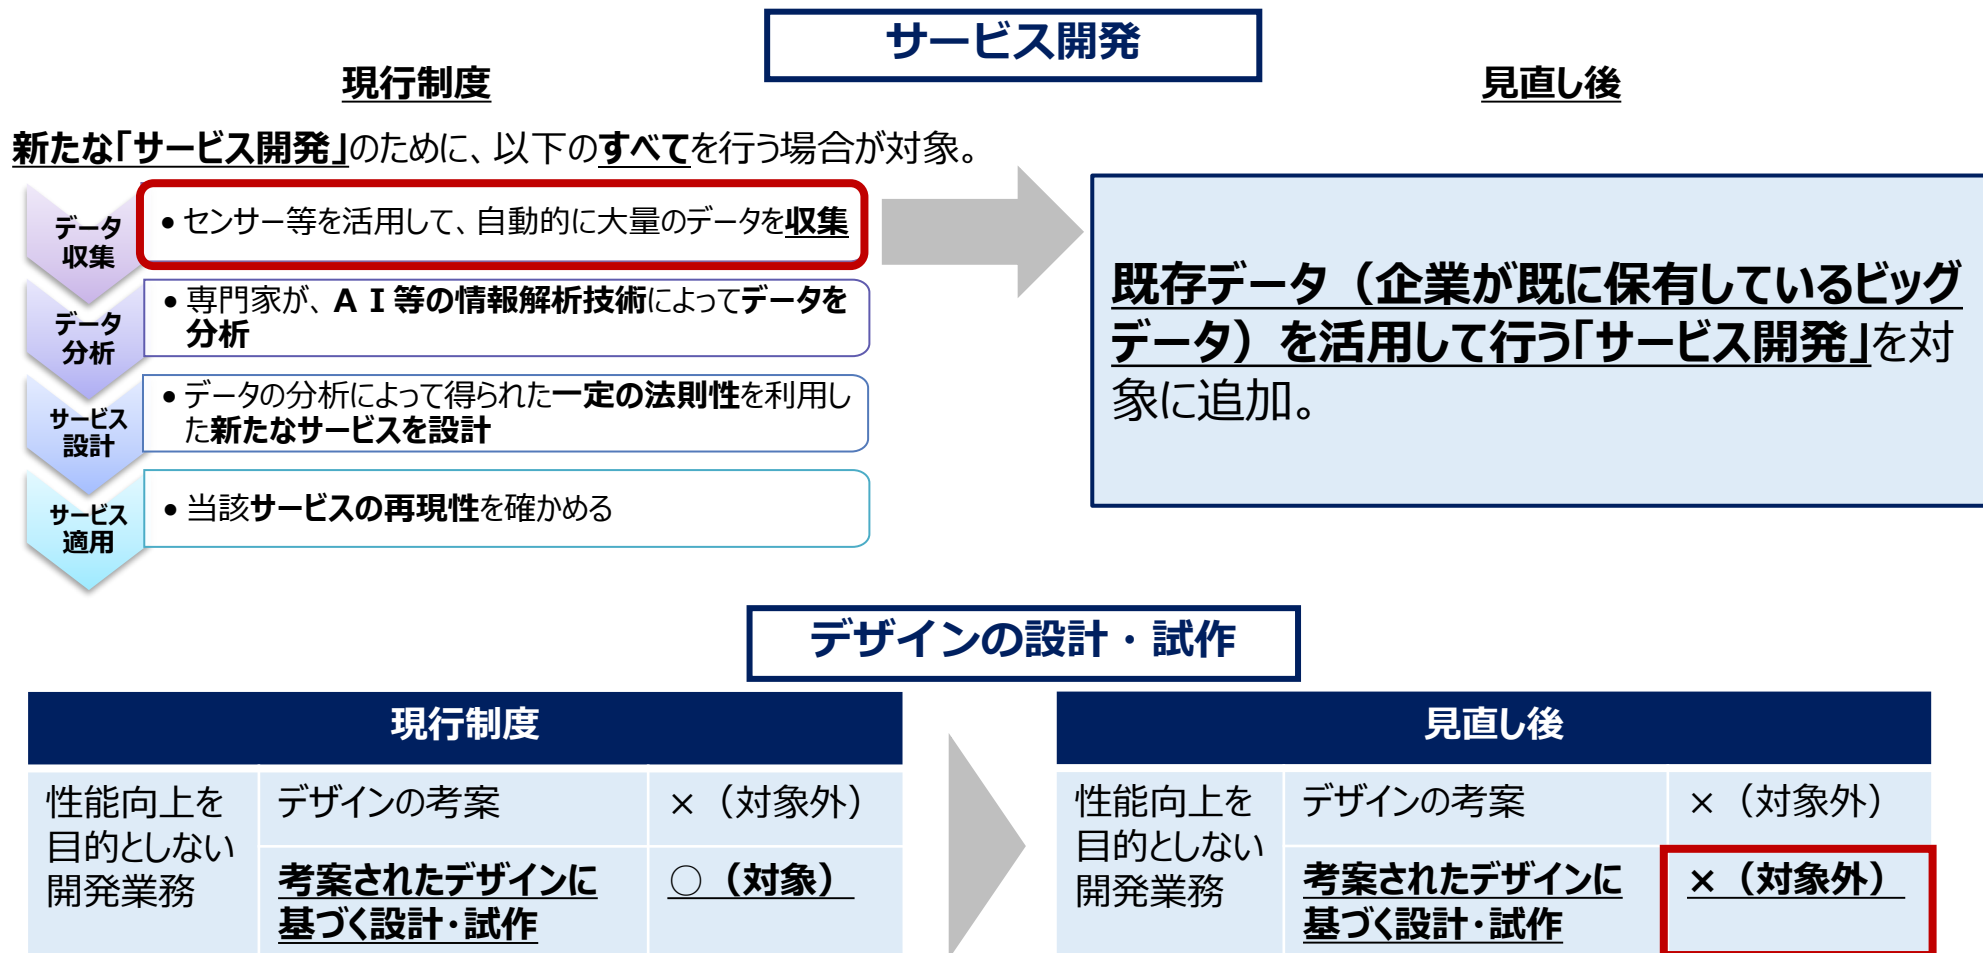 サービス開発
現行制度
見直し後
新たな「サービス開発」のために、以下のすべてを行う場合が対象。
データ
収集
• センサー等を活用して、自動的に大量のデータを収集
データ
分析
• 専門家が、ＡＩ等の情報解析技術によってデータを
分析
サービス
設計
• データの分析によって得られた一定の法則性を利用し
た新たなサービスを設計
サービス
適用
• 当該サービスの再現性を確かめる
既存データ（企業が既に保有しているビッグ
データ）を活用して行う「サービス開発」を対
象に追加。
デザインの設計・試作
現行制度
性能向上を
目的としない
開発業務
デザインの考案
×（対象外）
考案されたデザインに
基づく設計・試作
○（対象）
見直し後
性能向上を
目的としない
開発業務
デザインの考案
×（対象外）
考案されたデザインに
基づく設計・試作
×（対象外）